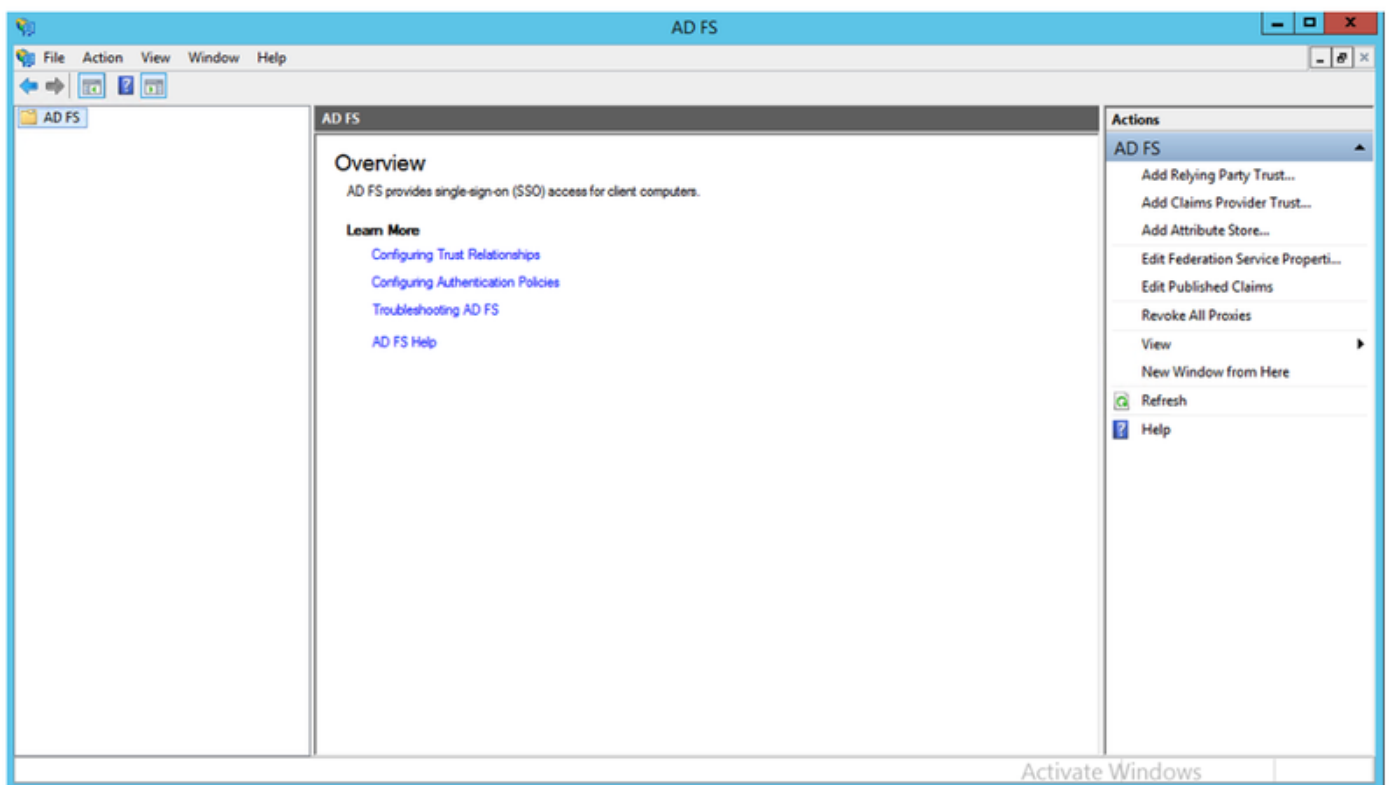 AD FS
File Action View Window Help
AD FS
AD FS
Overview
AD FS provides single-sign-on (SSO) access for client computers.
Learn More
Configuring Trust Relationships
Configuring Authentication Policies
Troubleshooting AD FS
AD FS Help
Actions
AD FS
Add Relying Party Trust...
Add Claims Provider Trust...
Add Attribute Store...
Edit Federation Service Properti...
Edit Published Claims
Revoke All Proxies
View
New Window from Here
Refresh
Help
Activate Windows